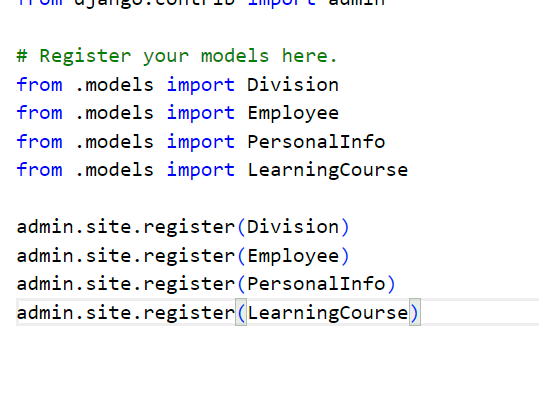 from django.contrib import admin
# Register your models here.
from .models import Division
from .models import Employee
from .models import PersonalInfo
from .models import LearningCourse
admin.site.register(Division)
admin.site.register(Employee)
admin.site.register(PersonalInfo)
admin.site.register(LearningCourse)